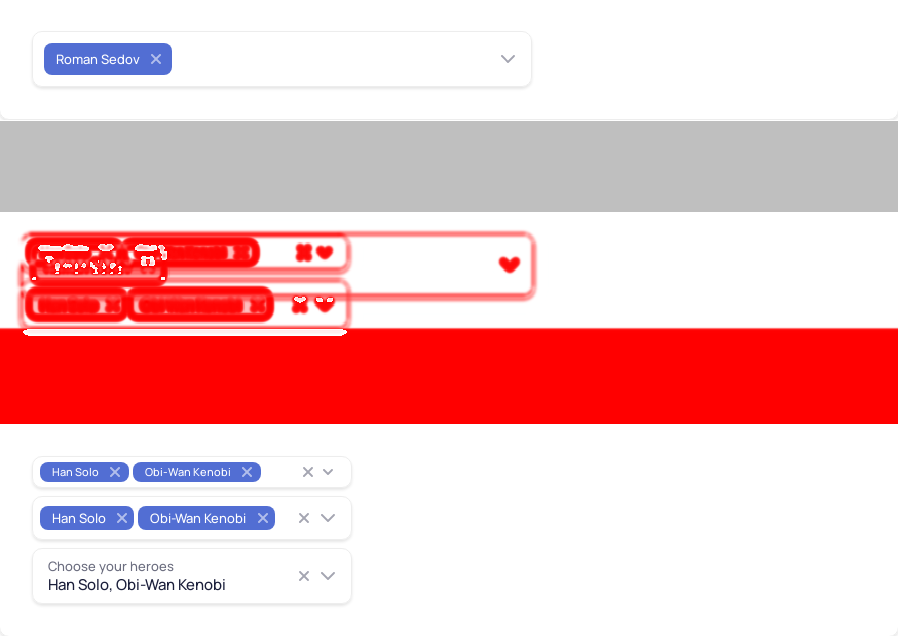 Roman Sedov
Han Solo Obi-Wan Kenobi
Han Solo Obi-Wan Kenobi
Choose your heroes
Han Solo, Obi-Wan Kenobi